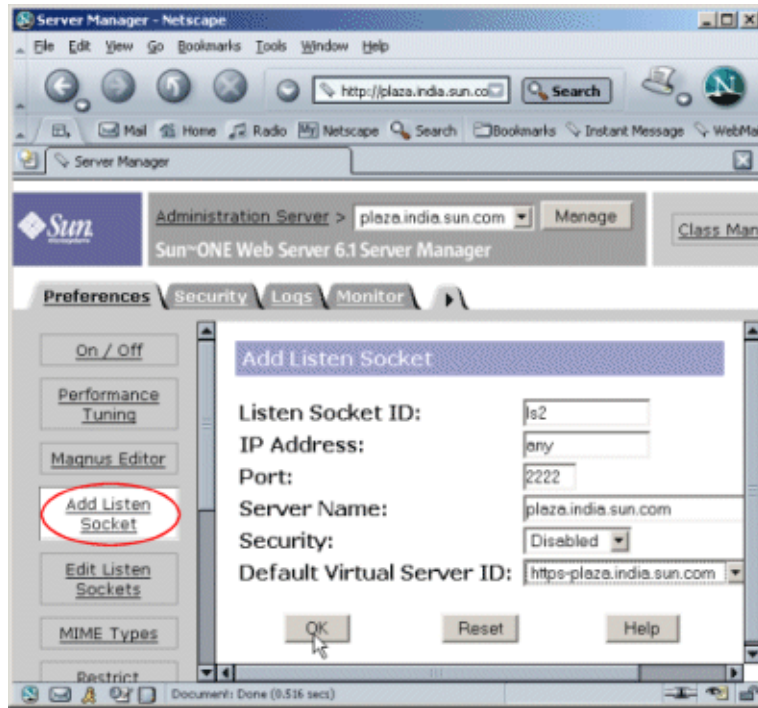 Server Manager - Netscape
File Edit View Go Bookmarks Tools Window Help
http://plaza.india.sun.co
Search
Mail Home Radio My Netscape Search Bookmarks Instant Message WebMa
Server Manager
Sun
Administration Server > plaza.india.sun.com Manage
Class Man
Sun ONE Web Server 6.1 Server Manager
Preferences Security Logs Monitor
On / Off
Performance
Tuning
Magnus Editor
Add Listen
Socket
Edit Listen
Sockets
MIME Types
Restrict
Add Listen Socket
Listen Socket ID: ls2
IP Address: any
Port: 2222
Server Name: plaza.india.sun.com
Security: Disabled
Default Virtual Server ID: https-plaza.india.sun.com
OK Reset Help
Document: Done (0.516 secs)